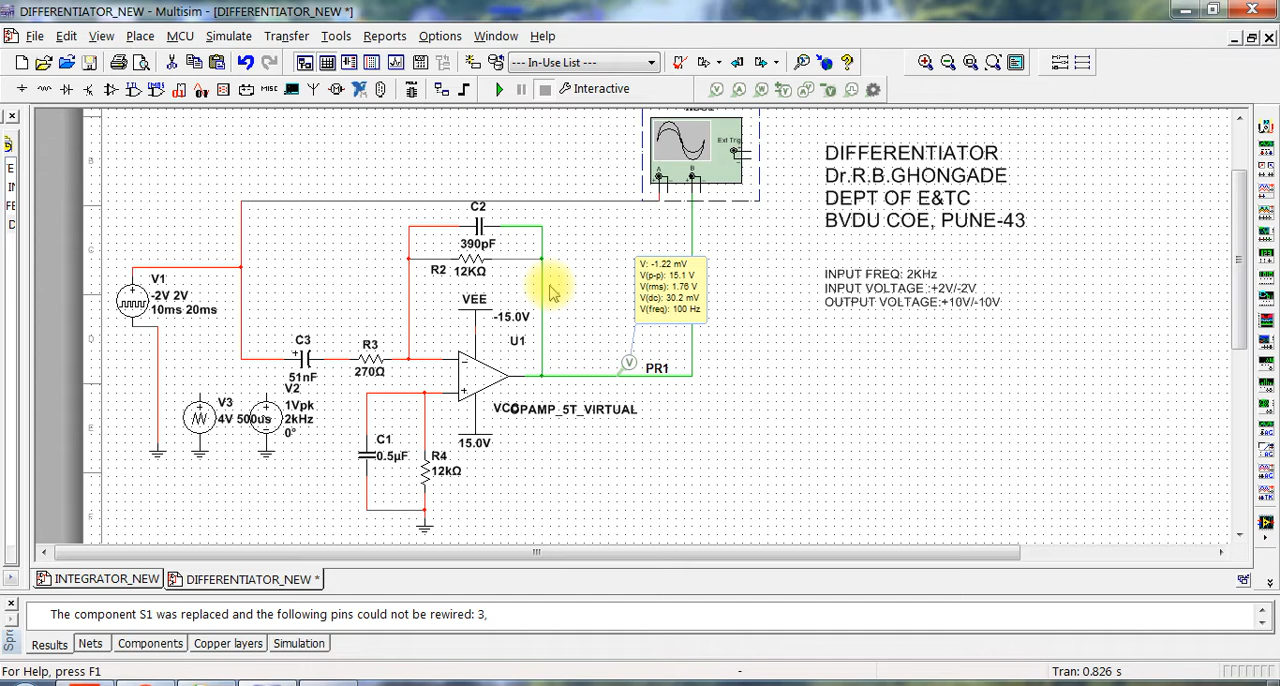 DIFFERENTIATOR_NEW - Multisim - [DIFFERENTIATOR_NEW *]
File Edit View Place MCU Simulate Transfer Tools Reports Options Window Help
--- In-Use List ---
MISC
Interactive
Ext Trg
A B
DIFFERENTIATOR
Dr.R.B.GHONGADE
DEPT OF E&TC
BVDU COE, PUNE-43
INPUT FREQ: 2KHz
INPUT VOLTAGE :+2V/-2V
OUTPUT VOLTAGE:+10V/-10V
C2
390pF
R2 12KΩ
V1
-2V 2V
10ms 20ms
VEE
-15.0V
U1
V: -1.22 mV
V(p-p): 15.1 V
V(rms): 1.76 V
V(dc): 30.2 mV
V(freq): 100 Hz
PR1
C3
51nF
R3
270Ω
V2
1Vpk
2kHz
0°
V3
4V 500us
OPAMP_5T_VIRTUAL
15.0V
C1
0.5µF
R4
12kΩ
INTEGRATOR_NEW DIFFERENTIATOR_NEW *
The component S1 was replaced and the following pins could not be rewired: 3,
Results Nets Components Copper layers Simulation
For Help, press F1
-
Tran: 0.826 s